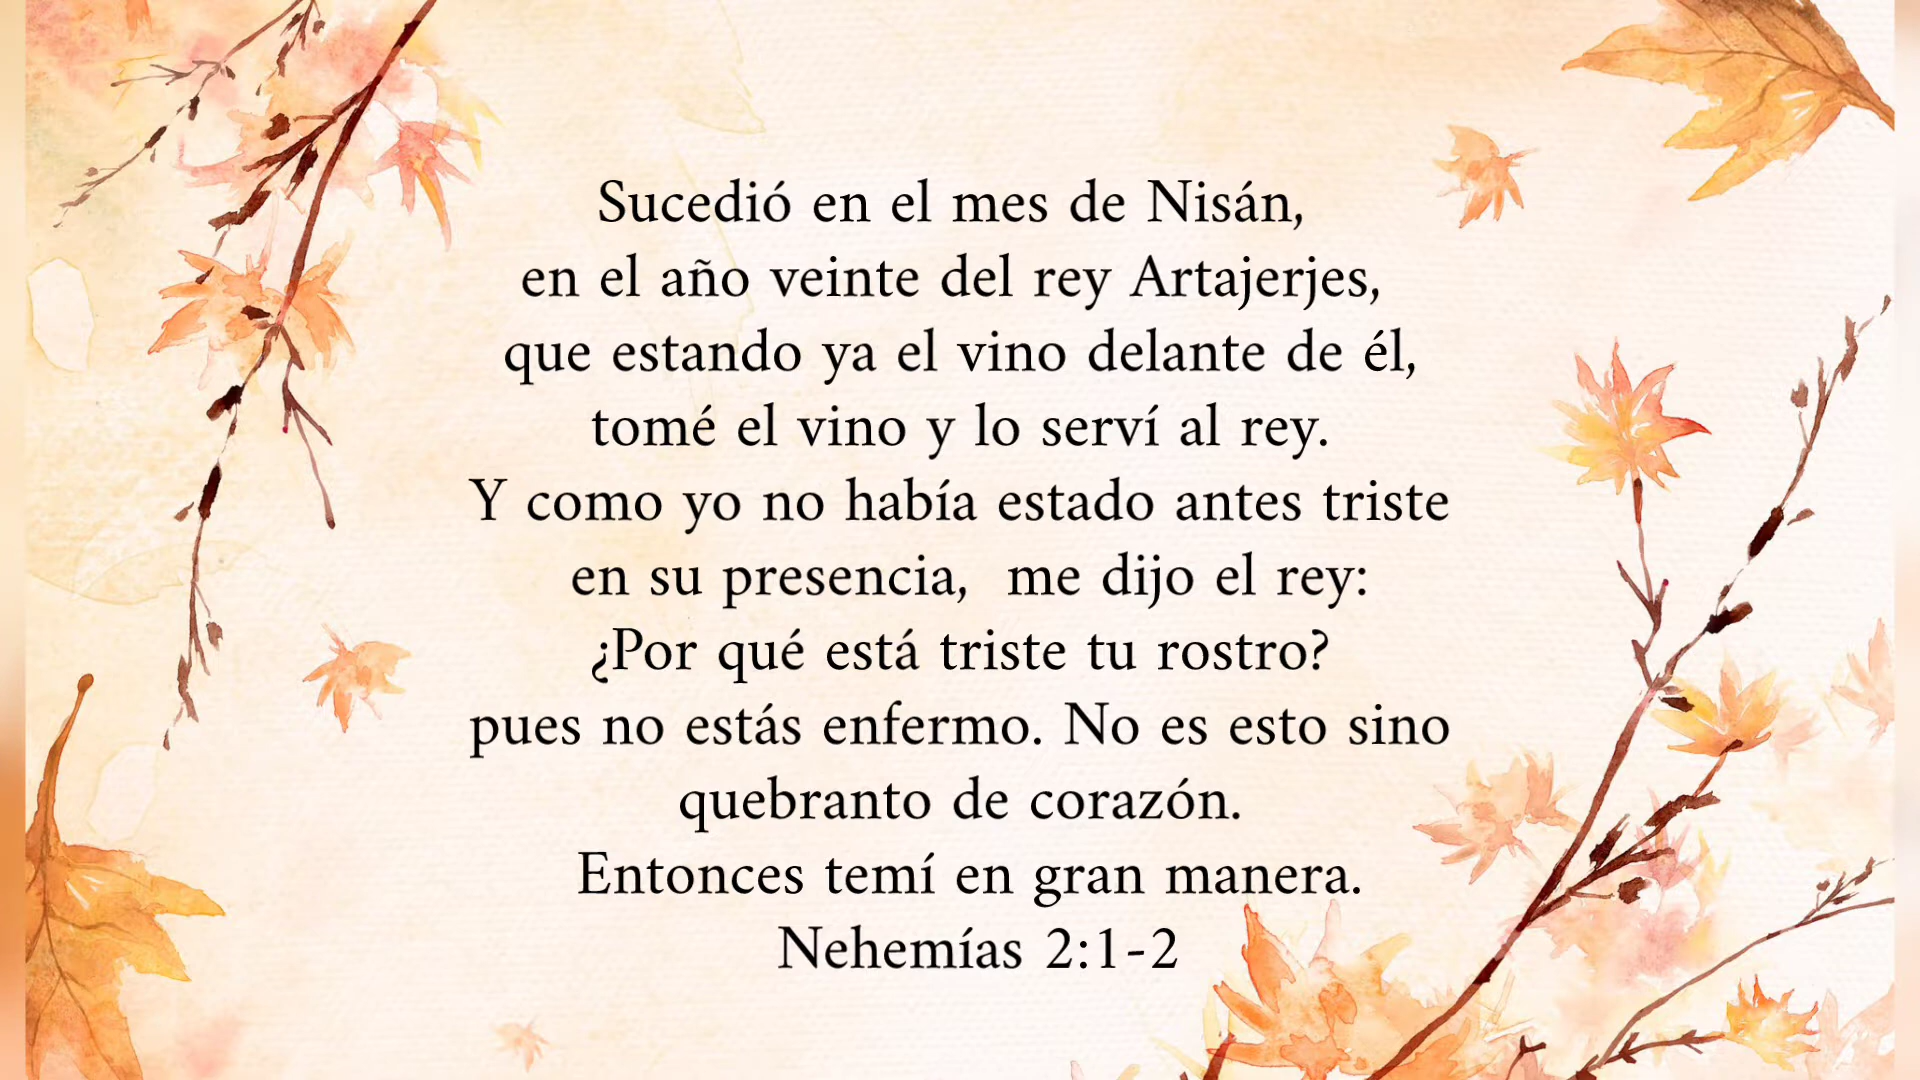 Sucedió en el mes de Nisán,
en el año veinte del rey Artajerjes,
que estando ya el vino delante de él,
tomé el vino y lo serví al rey.
Y como yo no había estado antes triste
en su presencia,  me dijo el rey:
¿Por qué está triste tu rostro?
pues no estás enfermo. No es esto sino
quebranto de corazón.
Entonces temí en gran manera.
Nehemías 2:1-2